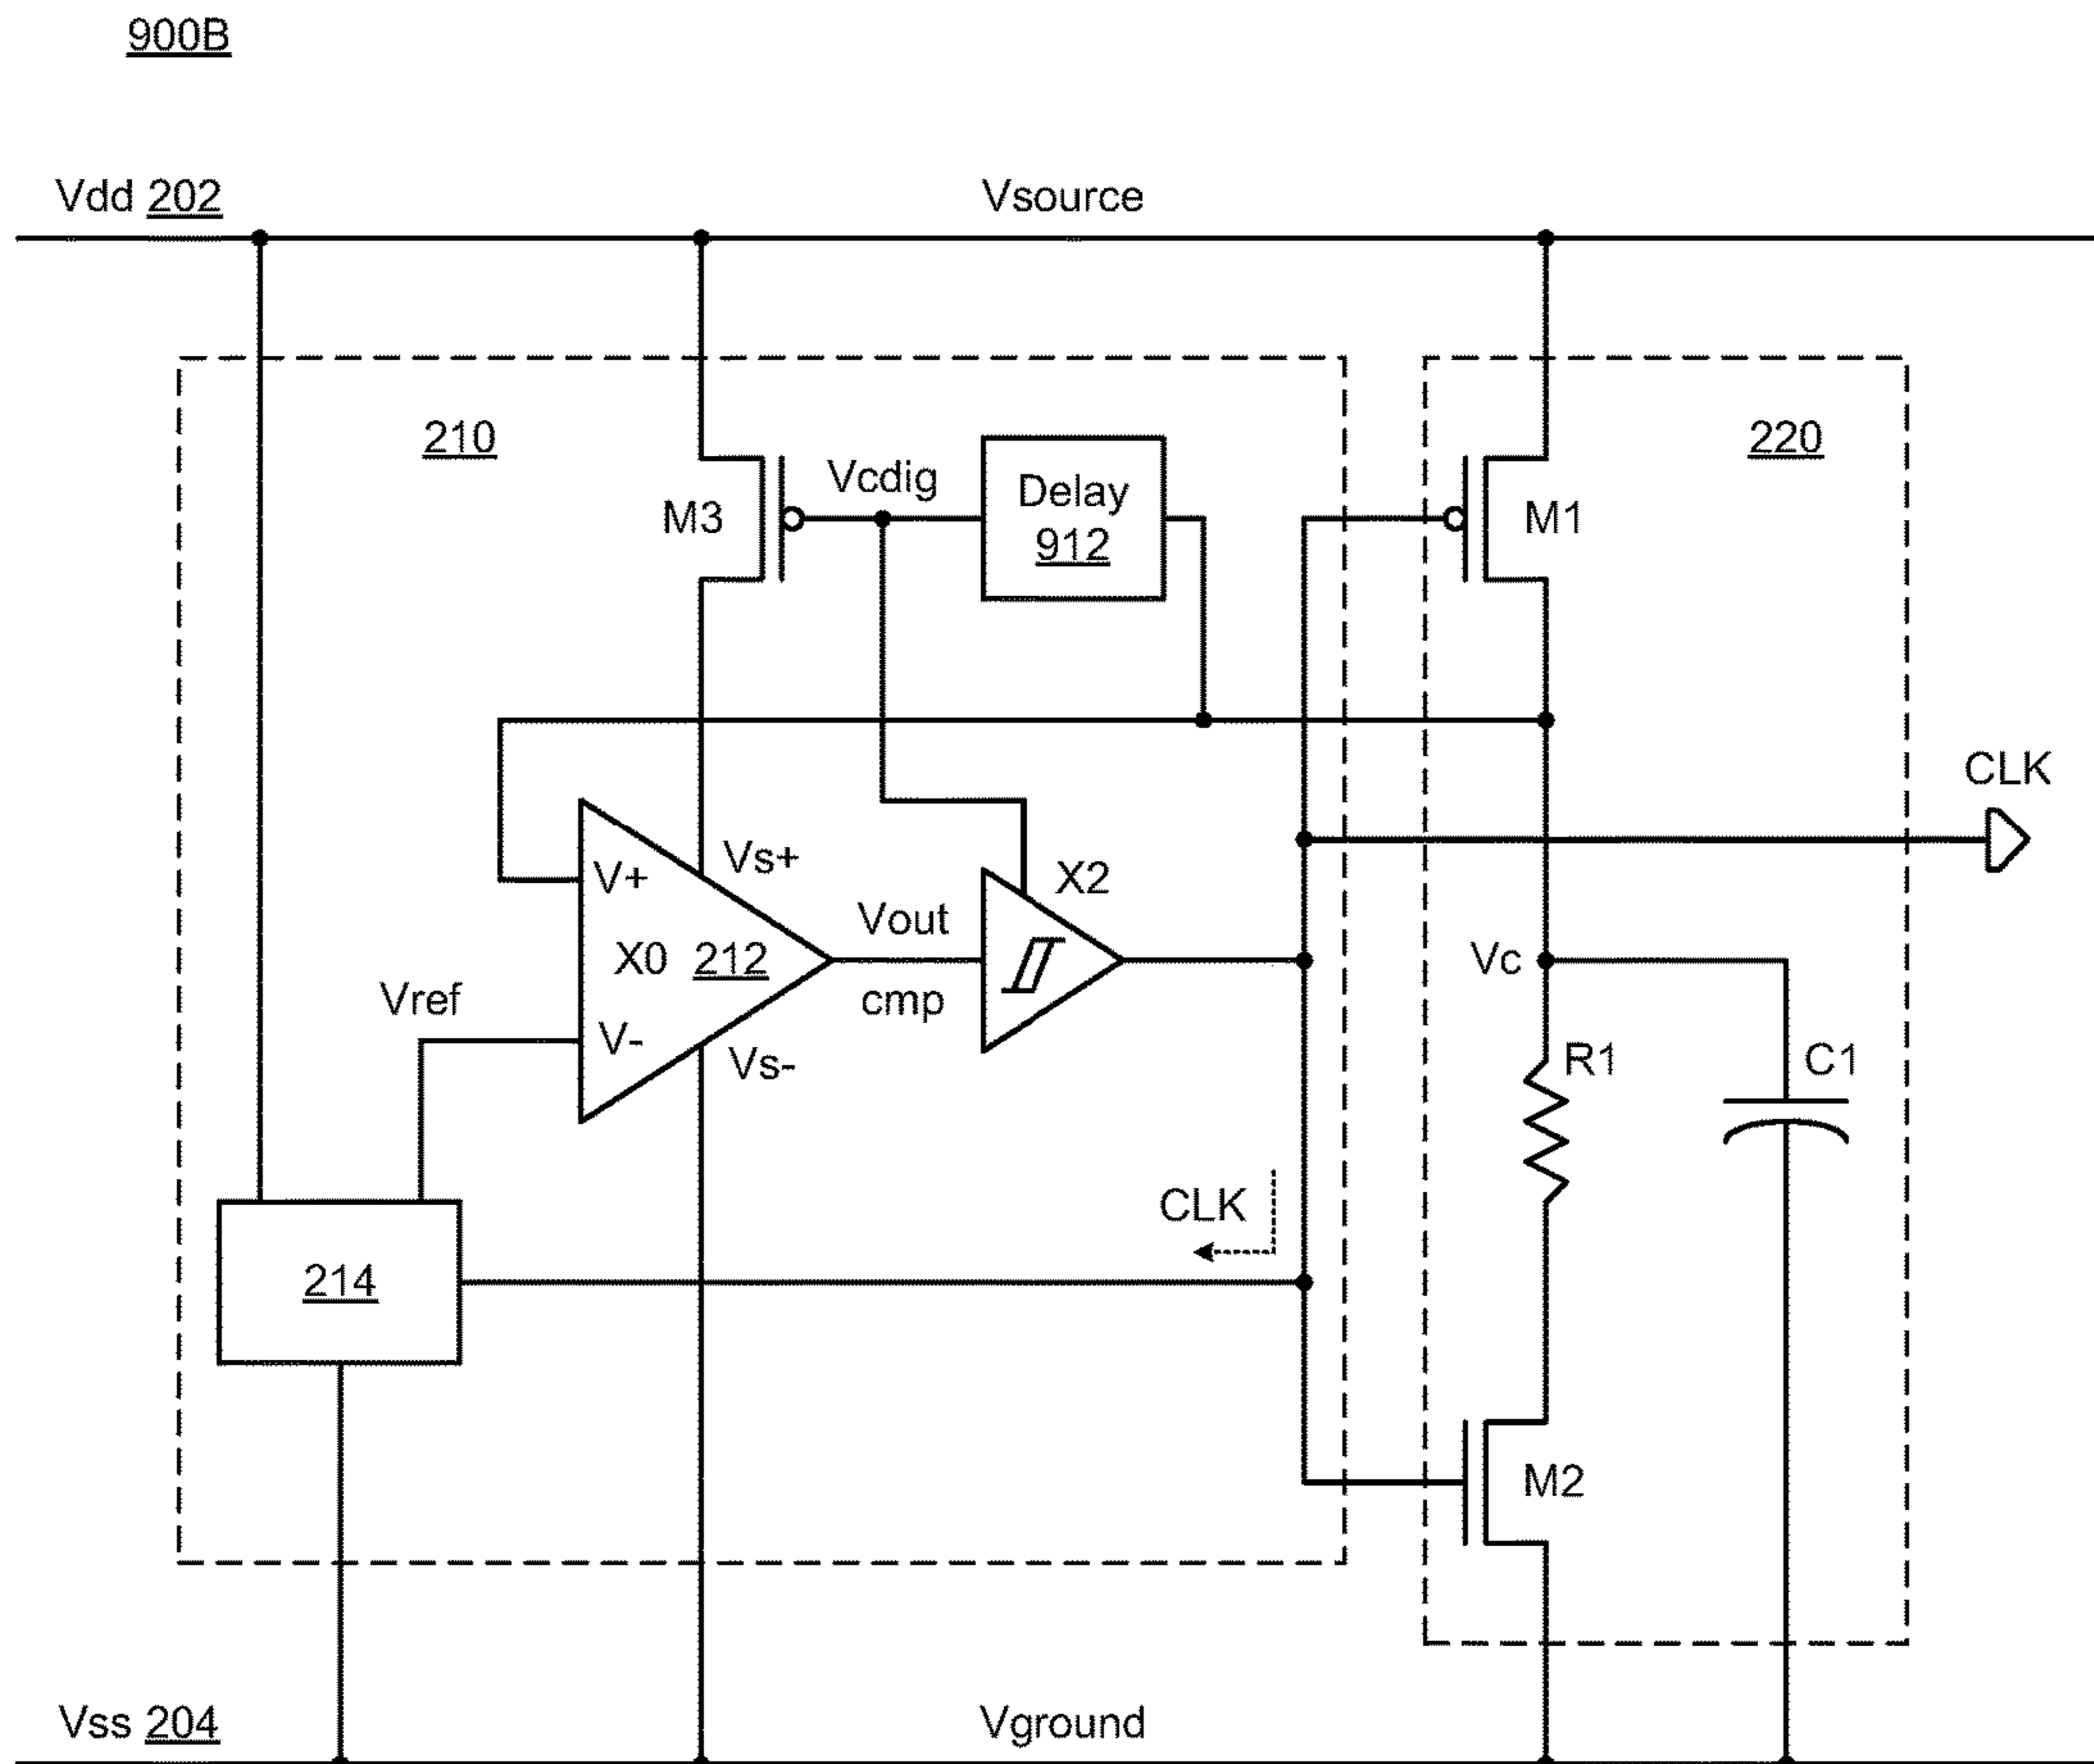 900B
Vdd 202
Vsource
210
220
Vcdig
Delay
912
M3
M1
CLK
V+
Vs+
X2
Vout
X0 212
Vc
Vref
cmp
V-
Vs-
R1
C1
CLK
214
M2
Vss 204
Vground